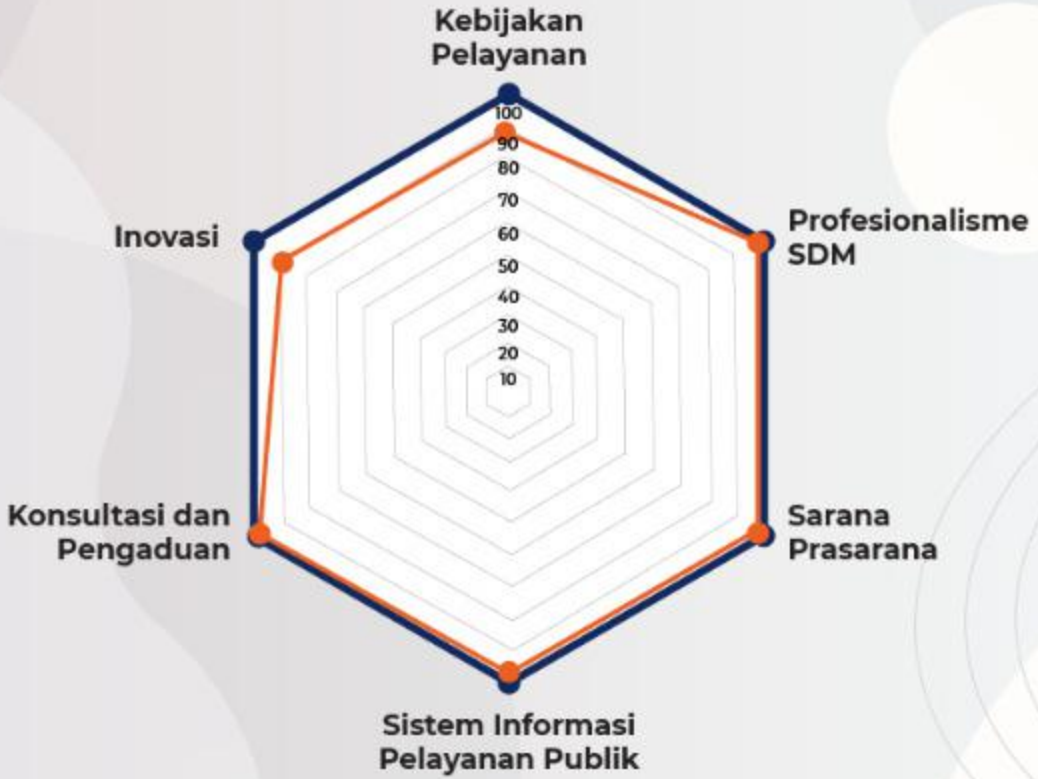 Kebijakan
Pelayanan
100
90
80
70
60
50
40
30
20
10
Profesionalisme
SDM
Inovasi
Konsultasi dan
Pengaduan
Sarana
Prasarana
Sistem Informasi
Pelayanan Publik